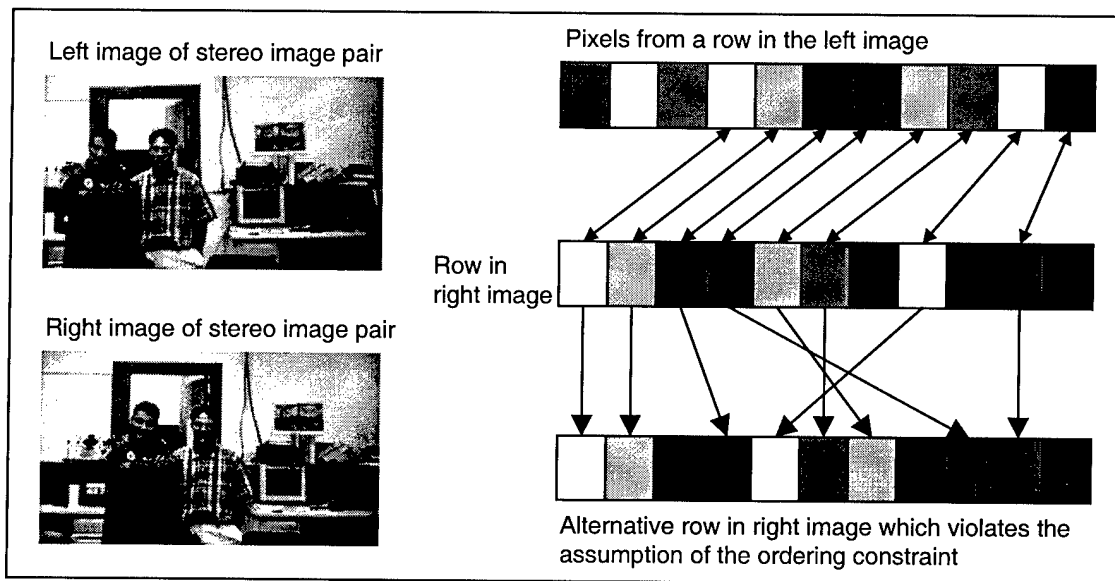 Left image of stereo image pair
Pixels from a row in the left image
Row in
right image
Right image of stereo image pair
Alternative row in right image which violates the
assumption of the ordering constraint